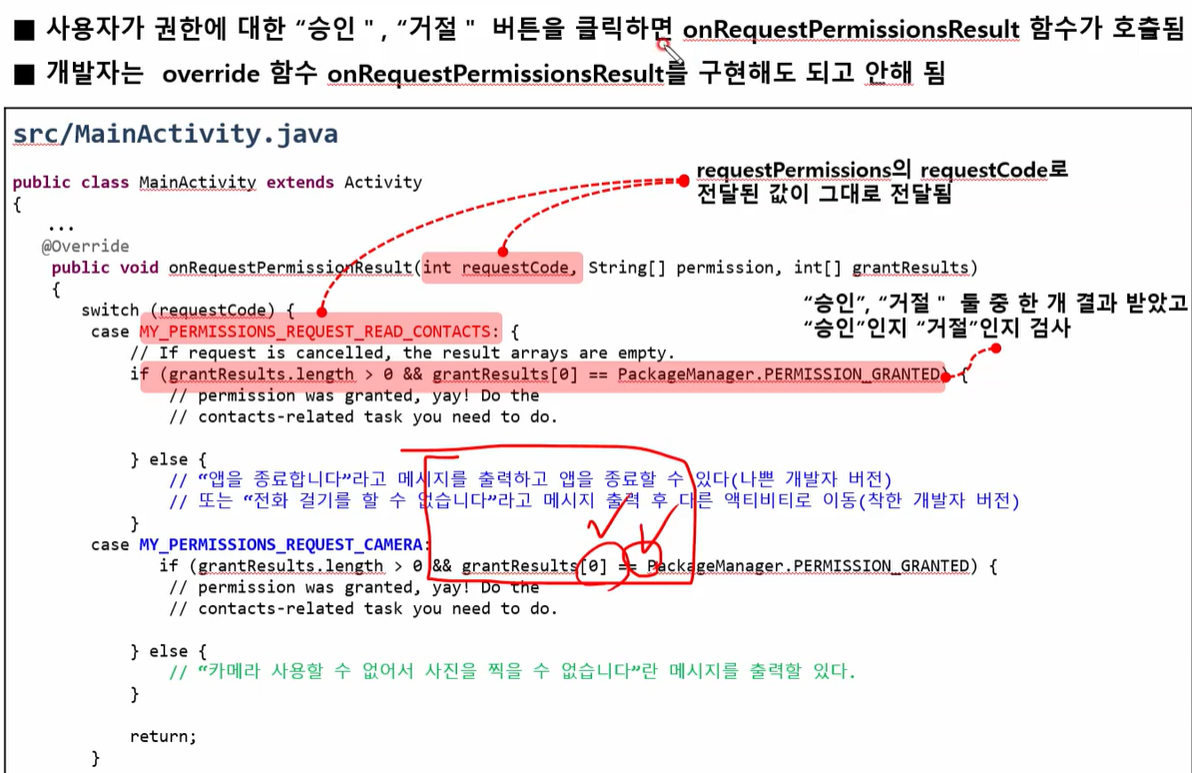 ■ 사용자가 권한에 대한 “승인 " , “거절 "  버튼을 클릭하면 onRequestPermissionsResult 함수가 호출됨
■ 개발자는  override 함수 onRequestPermissionsResult를 구현해도 되고 안해 됨
src/MainActivity.java
requestPermissions의 requestCode로
전달된 값이 그대로 전달됨
public class MainActivity extends Activity
{
...
@Override
public void onRequestPermissionResult(int requestCode, String[] permission, int[] grantResults)
{
“승인”, “거절 "  둘 중 한 개 결과 받았고
“승인”인지 “거절”인지 검사
switch (requestCode) {
case MY_PERMISSIONS_REQUEST_READ_CONTACTS: {
// If request is cancelled, the result arrays are empty.
if (grantResults.length > 0 && grantResults[0] == PackageManager.PERMISSION_GRANTED) {
// permission was granted, yay! Do the
// contacts-related task you need to do.
} else {
// “앱을 종료합니다”라고 메시지를 출력하고 앱을 종료할 수 있다(나쁜 개발자 버전)
// 또는 “전화 걸기를 할 수 없습니다”라고 메시지 출력 후 다른 액티비티로 이동(착한 개발자 버전)
}
case MY_PERMISSIONS_REQUEST_CAMERA:
if (grantResults.length > 0 && grantResults[0] == PackageManager.PERMISSION_GRANTED) {
// permission was granted, yay! Do the
// contacts-related task you need to do.
} else {
// “카메라 사용할 수 없어서 사진을 찍을 수 없습니다”란 메시지를 출력할 있다.
}
return;
}